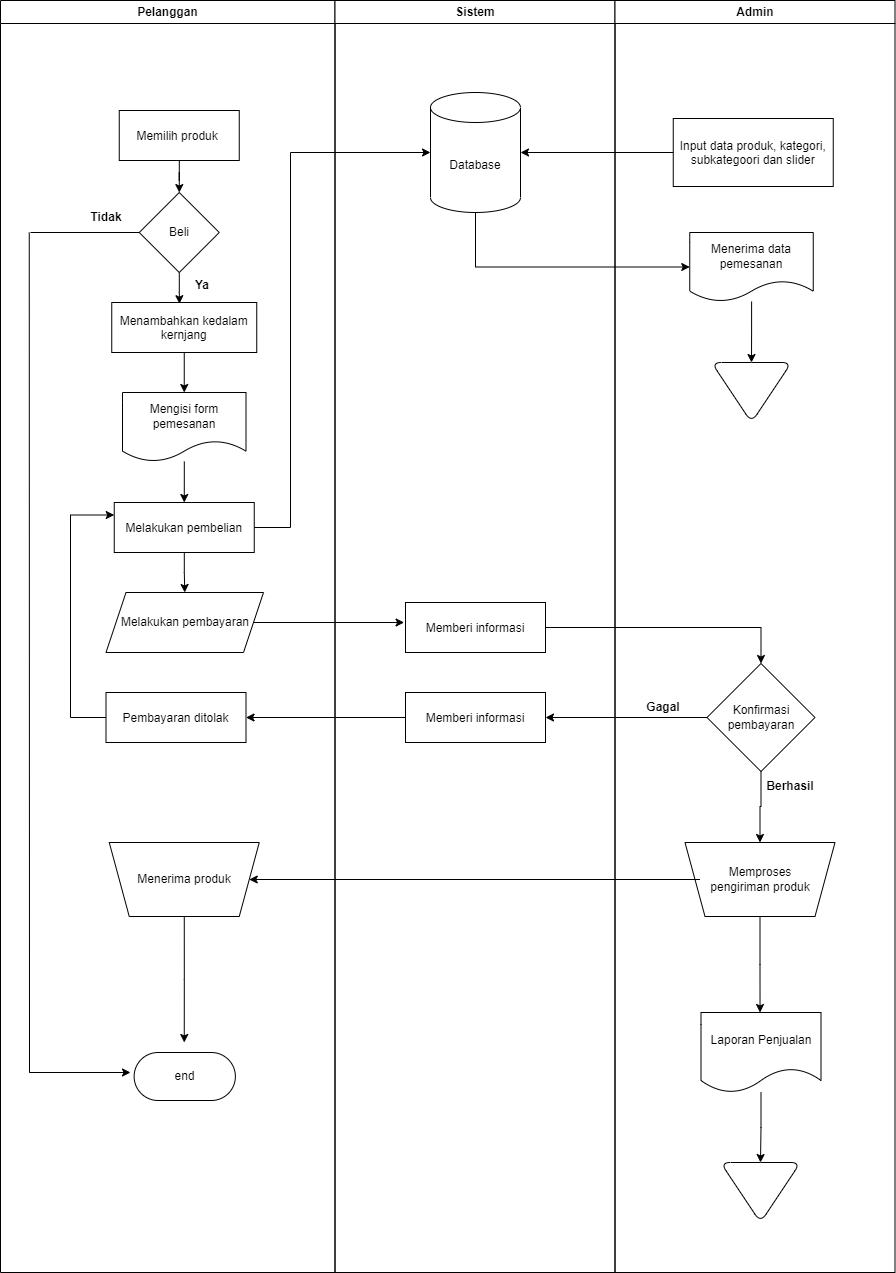 Pelanggan
Sistem
Admin
Memilih produk
Database
Input data produk, kategori,
subkategoori dan slider
Tidak
Beli
Menerima data
pemesanan
Ya
Menambahkan kedalam
kernjang
Mengisi form
pemesanan
Melakukan pembelian
Melakukan pembayaran
Memberi informasi
Pembayaran ditolak
Memberi informasi
Gagal
Konfirmasi
pembayaran
Berhasil
Menerima produk
Memproses
pengiriman produk
Laporan Penjualan
end